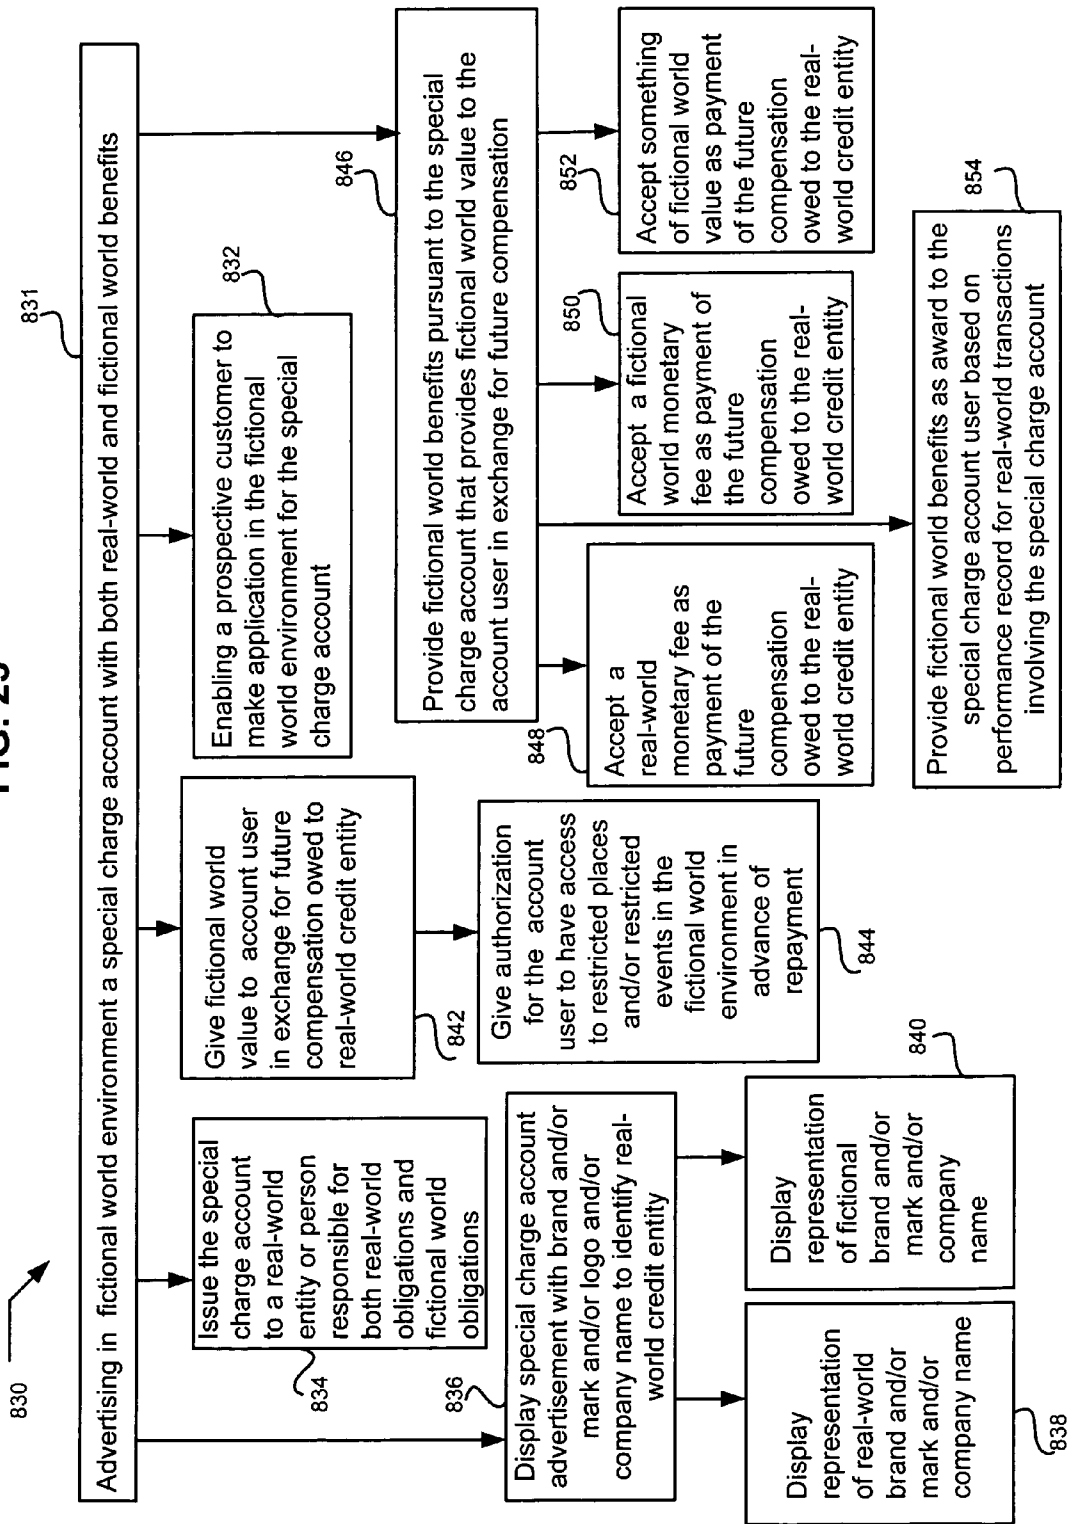 FIG.
830
831
Advertising in fictional world environment a special charge account with both real-world and fictional world benefits
Issue the special
charge account
to a real-world
entity or person
responsible for
both real-world
obligations and
fictional world
obligations
834
Give fictional world
value to account user
in exchange for future
compensation owed to
real-world credit entity
842
Enabling a prospective customer to
make application in the fictional
world environment for the special
charge account
832
846
Provide fictional world benefits pursuant to the special
charge account that provides fictional world value to the
account user in exchange for future compensation
836
Display special charge account
advertisement with brand and/or
mark and/or logo and/or
company name to identify real-
world credit entity
Give authorization
for the account
user to have access
to restricted places
and/or restricted
events in the
fictional world
environment in
advance of
repayment
844
848
Accept a
real-world
monetary fee as
payment of the
future
compensation
owed to the real-
world credit entity
850
Accept a fictional
world monetary
fee as payment of
the future
compensation
owed to the real-
world credit entity
852
Accept something
of fictional world
value as payment
of the future
compensation
owed to the real-
world credit entity
Display
representation
of real-world
brand and/or
mark and/or
company name
838
Display
representation
of fictional
brand and/or
mark and/or
company
name
840
Provide fictional world benefits as award to the
special charge account user based on
performance record for real-world transactions
involving the special charge account
854